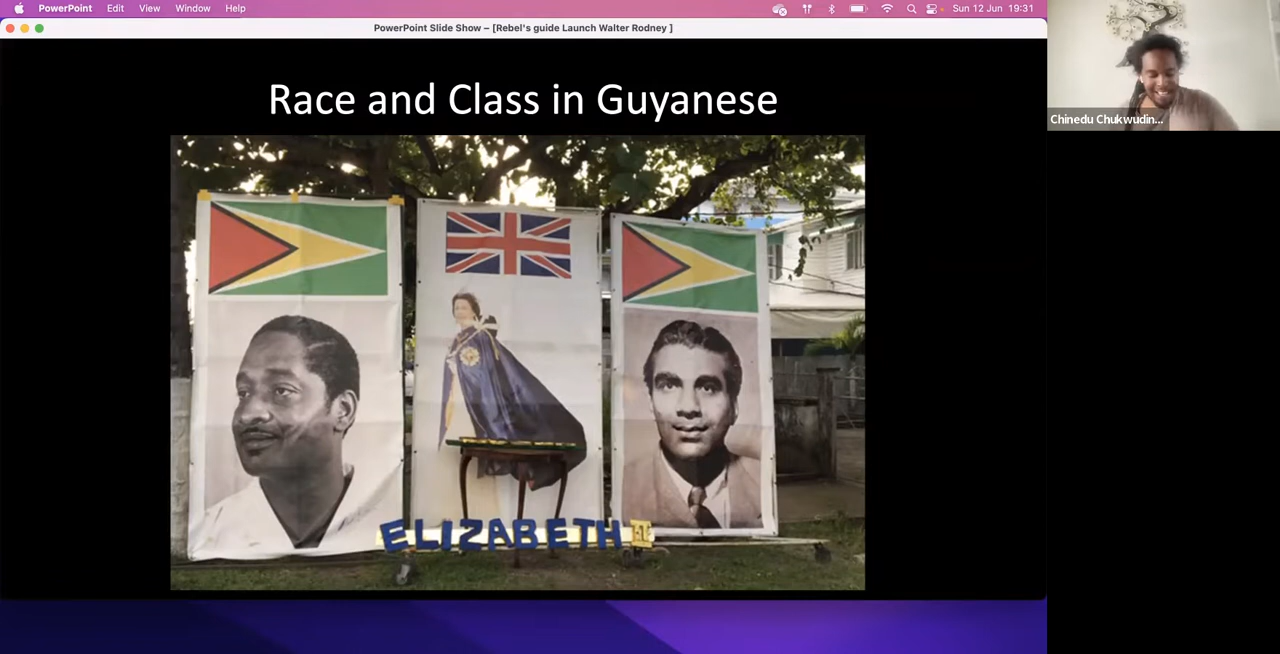 PowerPoint Edit View Window Help Sun 12 Jun 19:31
PowerPoint Slide Show – [Rebel's guide Launch Walter Rodney ]
Race and Class in Guyanese
Chinedu Chukwudin...
ELIZABETH II